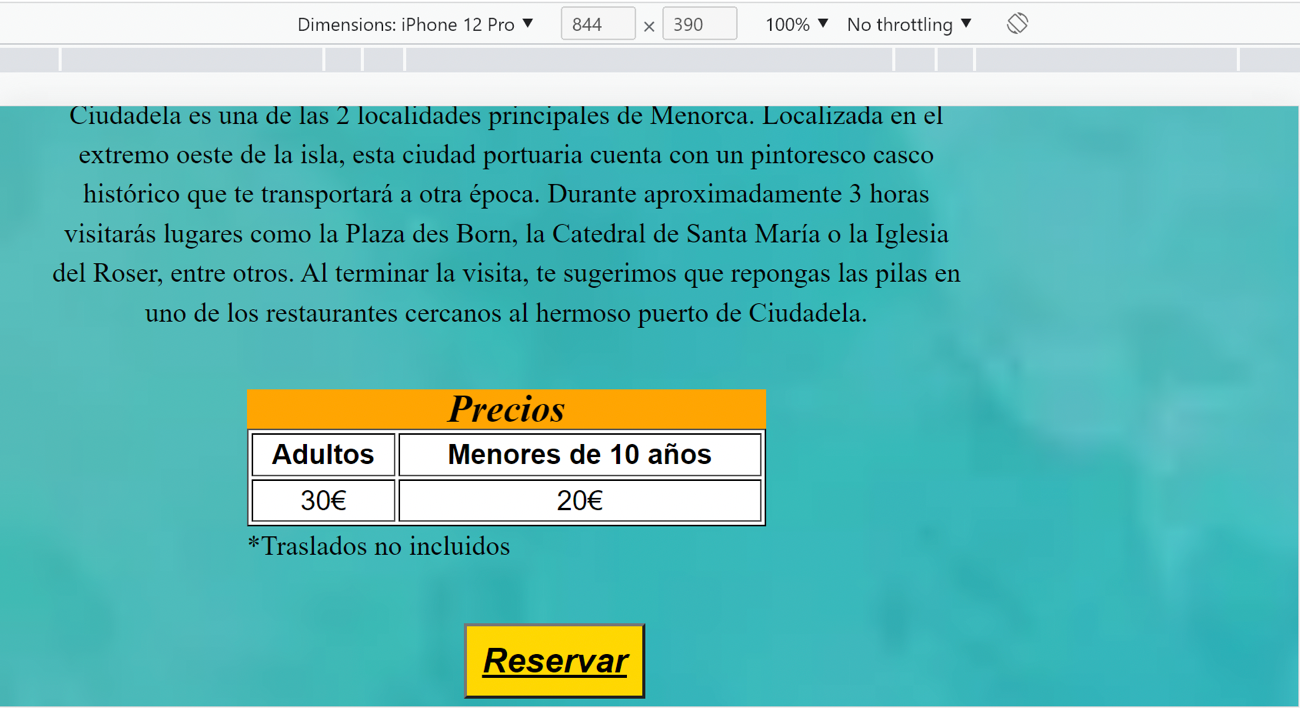 Dimensions: iPhone 12 Pro ▼ 844 × 390 100% ▼ No throttling ▼
Ciudadela es una de las 2 localidades principales de Menorca. Localizada en el
extremo oeste de la isla, esta ciudad portuaria cuenta con un pintoresco casco
histórico que te transportará a otra época. Durante aproximadamente 3 horas
visitarás lugares como la Plaza des Born, la Catedral de Santa María o la Iglesia
del Roser, entre otros. Al terminar la visita, te sugerimos que repongas las pilas en
uno de los restaurantes cercanos al hermoso puerto de Ciudadela.
Precios
Adultos Menores de 10 años
30€ 20€
*Traslados no incluidos
Reservar